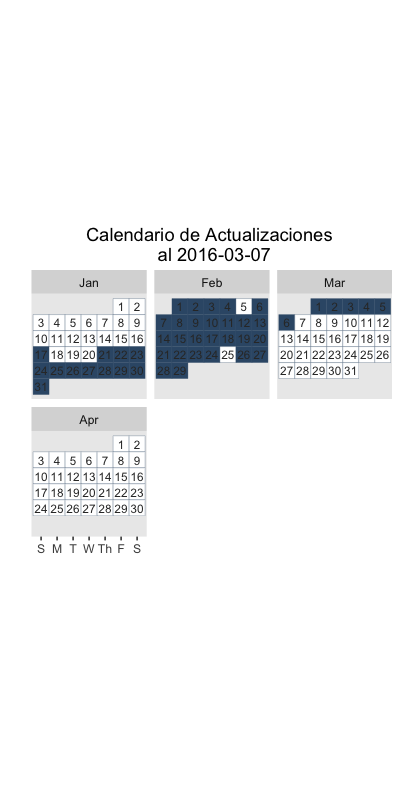 Calendario de Actualizaciones
al 2016-03-07
Jan
1 2
3 4 5 6 7 8 9
10 11 12 13 14 15 16
17 18 19 20 21 22 23
24 25 26 27 28 29 30
31
Feb
1 2 3 4 5 6
7 8 9 10 11 12 13
14 15 16 17 18 19 20
21 22 23 24 25 26 27
28 29
Mar
1 2 3 4 5
6 7 8 9 10 11 12
13 14 15 16 17 18 19
20 21 22 23 24 25 26
27 28 29 30 31
Apr
1 2
3 4 5 6 7 8 9
10 11 12 13 14 15 16
17 18 19 20 21 22 23
24 25 26 27 28 29 30
S M T W Th F S